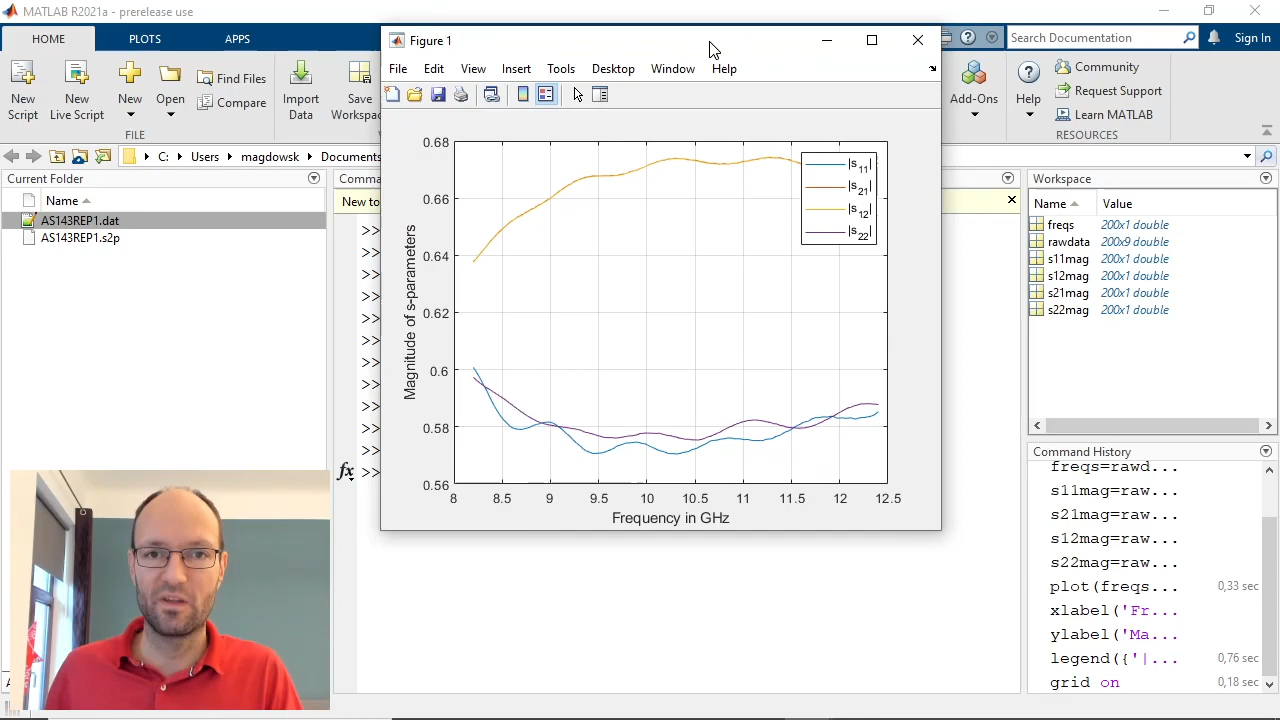 MATLAB R2021a - prerelease use
HOME
PLOTS
APPS
Search Documentation
Sign In
New
Script
New
Live Script
New
Open
Find Files
Compare
Import
Data
Save
Workspac
FILE
Add-Ons
Help
Community
Request Support
Learn MATLAB
RESOURCES
C:
Users
magdowsk
Documents
Current Folder
Name
AS143REP1.dat
AS143REP1.s2p
Comma
New to
>>
>>
>>
>>
>>
>>
>>
>>
>>
>>
>>
>>
fx
Figure 1
File
Edit
View
Insert
Tools
Desktop
Window
Help
0.68
0.66
0.64
0.62
0.6
0.58
0.56
Magnitude of s-parameters
8
8.5
9
9.5
10
10.5
11
11.5
12
12.5
Frequency in GHz
|s11|
|s21|
|s12|
|s22|
Workspace
Name
Value
freqs 200x1 double
rawdata 200x9 double
s11mag 200x1 double
s12mag 200x1 double
s21mag 200x1 double
s22mag 200x1 double
Command History
freqs=rawd...
s11mag=raw...
s21mag=raw...
s12mag=raw...
s22mag=raw...
plot(freqs... 0,33 sec
xlabel('Fr...
ylabel('Ma...
legend({'|... 0,76 sec
grid on 0,18 sec